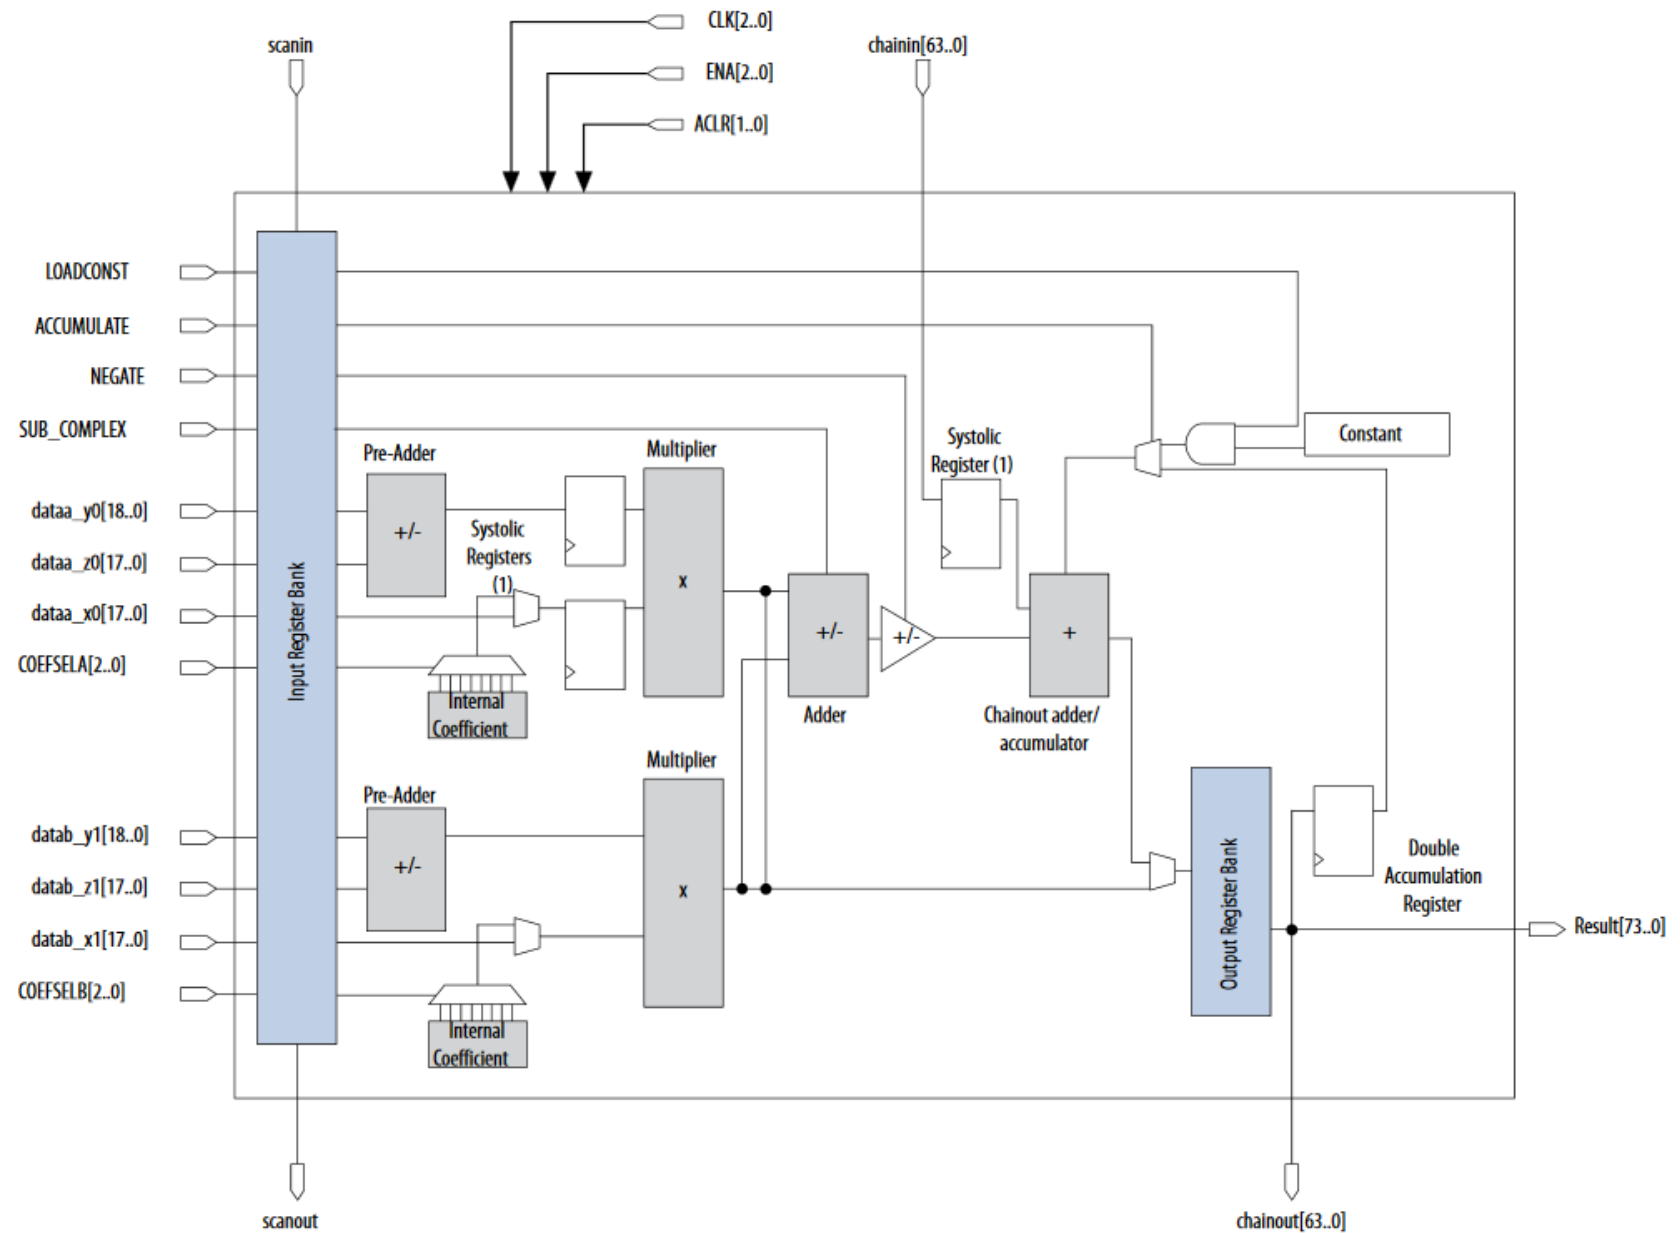 CLK[2..0]
scanin
chainin[63..0]
ENA[2..0]
ACLR[1..0]
LOADCONST
ACCUMULATE
NEGATE
SUB_COMPLEX
Constant
Systolic
Register (1)
Multiplier
Pre-Adder
dataa_y0[18..0]
+/-
Systolic
Registers
(1)
dataa_z0[17..0]
x
dataa_x0[17..0]
+/-
+/-
+
COEFSELA[2..0]
Input Register Bank
Internal
Coefficient
Adder
Chainout adder/
accumulator
Multiplier
Pre-Adder
datab_y1[18..0]
+/-
datab_z1[17..0]
x
Double
Accumulation
Register
Output Register Bank
Result[73..0]
datab_x1[17..0]
COEFSELB[2..0]
Internal
Coefficient
scanout
chainout[63..0]